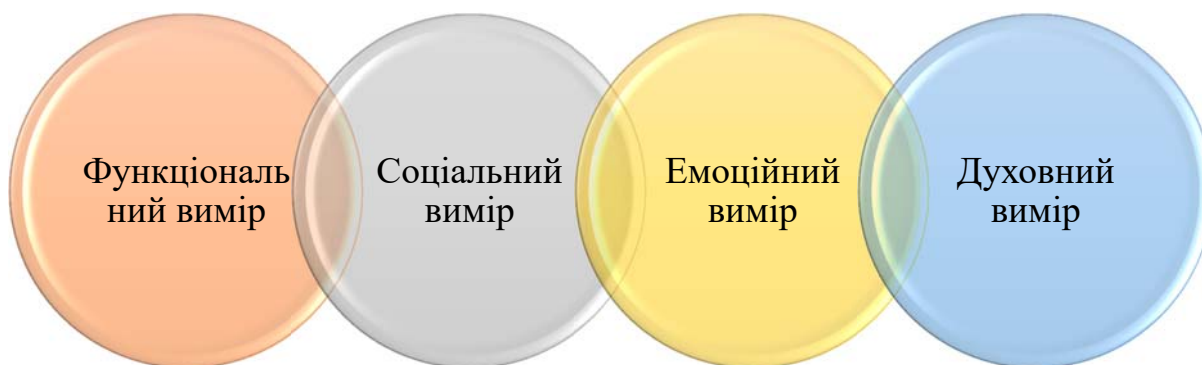 Функціональ
ний вимір
Соціальний
вимір
Емоційний
вимір
Духовний
вимір